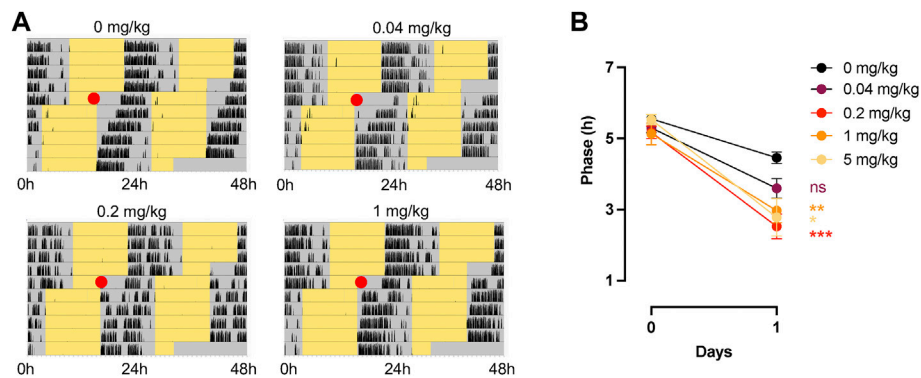 A
0 mg/kg
0.04 mg/kg
0h
24h
48h
0h
24h
48h
0.2 mg/kg
1 mg/kg
0h
24h
48h
0h
24h
48h
B
7
5
3
1
Phase (h)
0
1
Days
0 mg/kg
0.04 mg/kg
0.2 mg/kg
1 mg/kg
5 mg/kg
ns
**
*
***